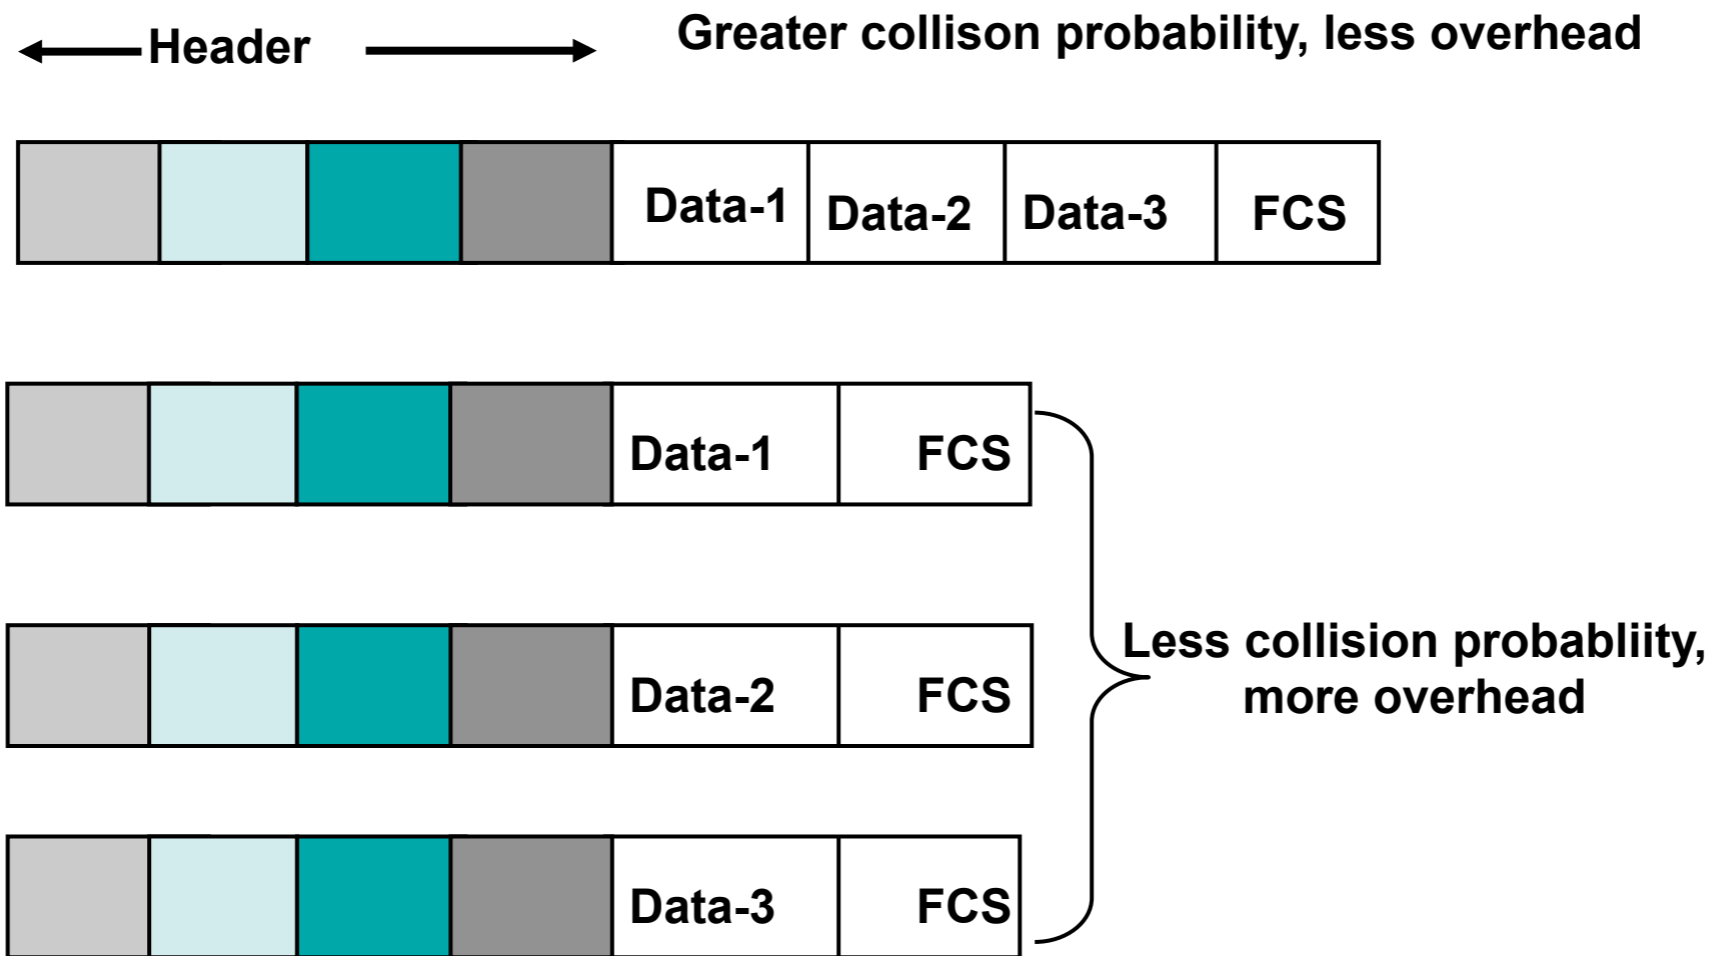 Header
Greater collison probability, less overhead
Data-1 Data-2 Data-3 FCS
Data-1 FCS
Less collision probabliity,
more overhead
Data-2 FCS
Data-3 FCS